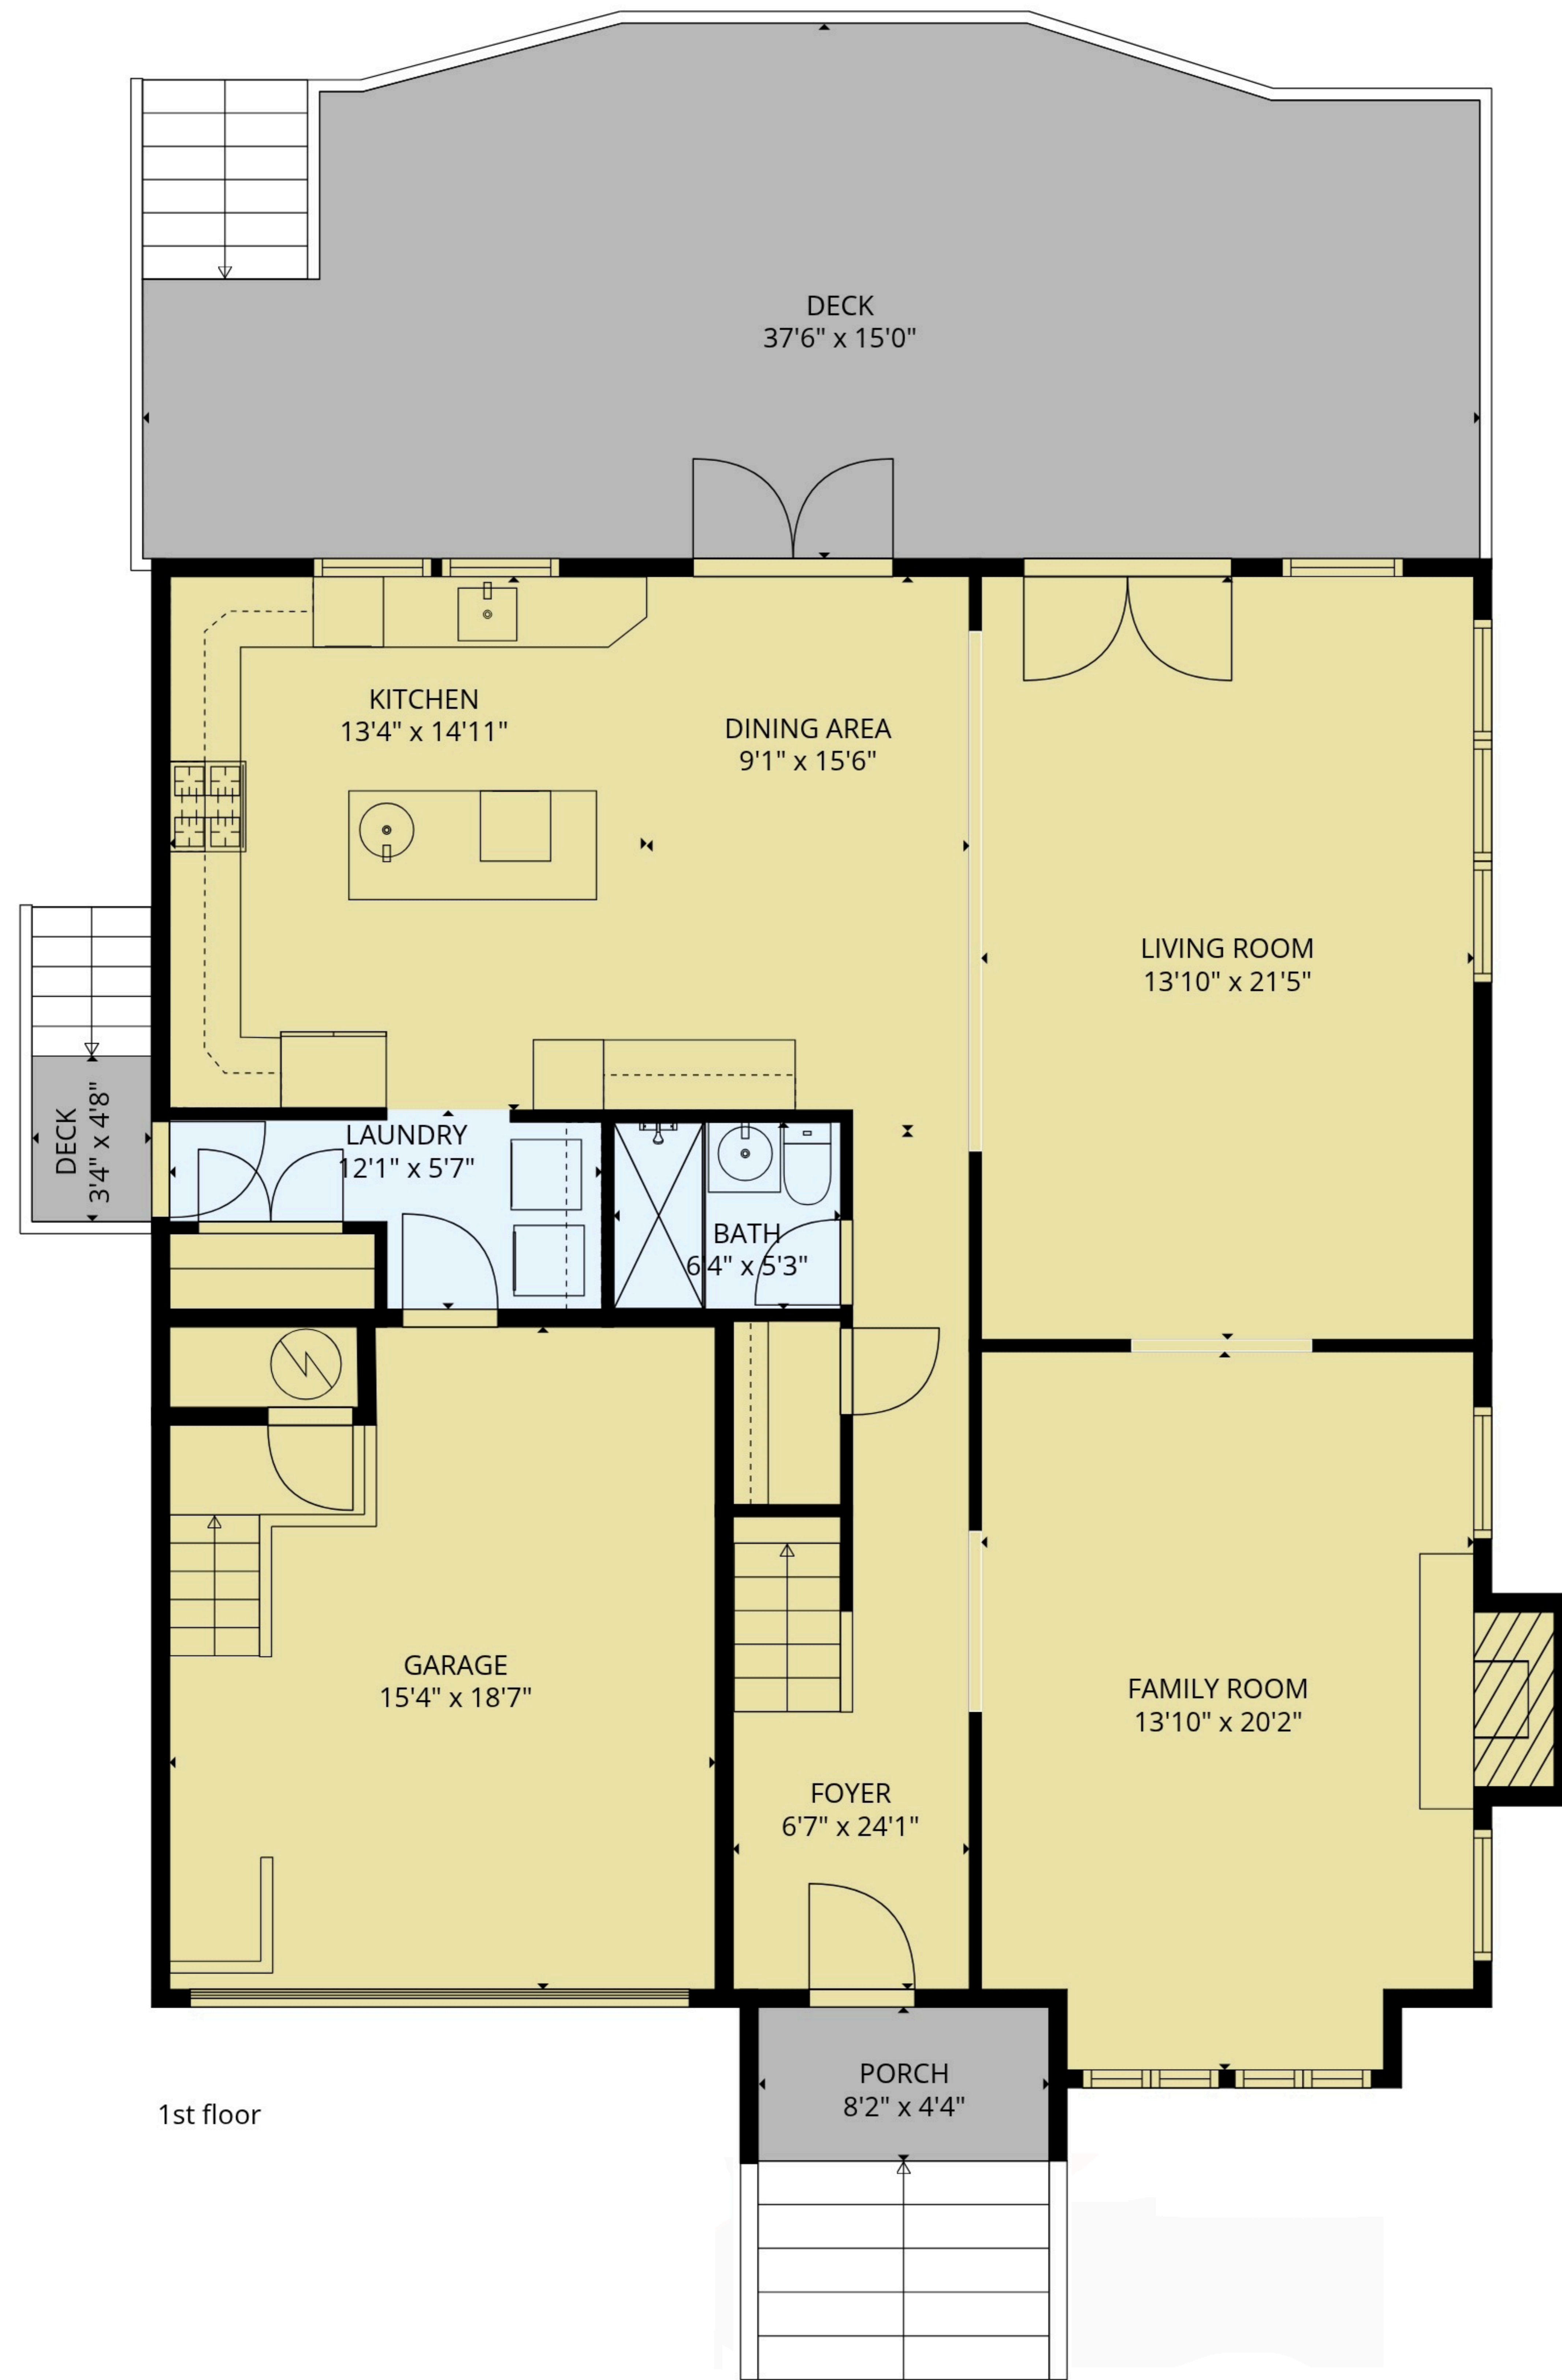 DECK
37'6" x 15'0"
KITCHEN
13'4" x 14'11"
DINING AREA
9'1" x 15'6"
LIVING ROOM
13'10" x 21'5"
DECK
3'4" x 4'8"
LAUNDRY
12'1" x 5'7"
BATH
6'4" x 5'3"
GARAGE
15'4" x 18'7"
FAMILY ROOM
13'10" x 20'2"
FOYER
6'7" x 24'1"
PORCH
8'2" x 4'4"
1st floor